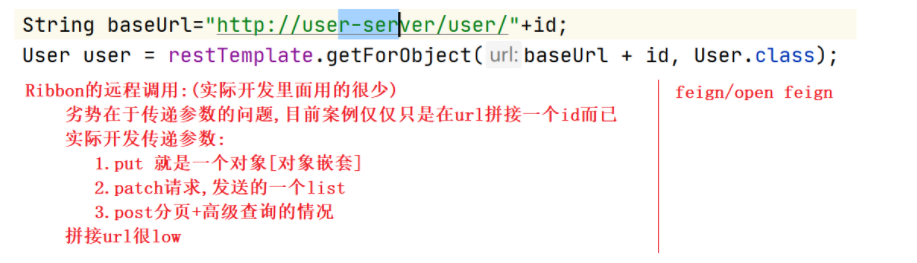 String baseUrl="http://user-server/user/"+id;
User user = restTemplate.getForObject( url: baseUrl + id, User.class);
Ribbon的远程调用:(实际开发里面用的很少)
feign/open feign
劣势在于传递参数的问题,目前案例仅仅只是在url拼接一个id而已
实际开发传递参数:
1.put 就是一个对象[对象嵌套]
2.patch请求,发送的一个list
3.post分页+高级查询的情况
拼接url很low